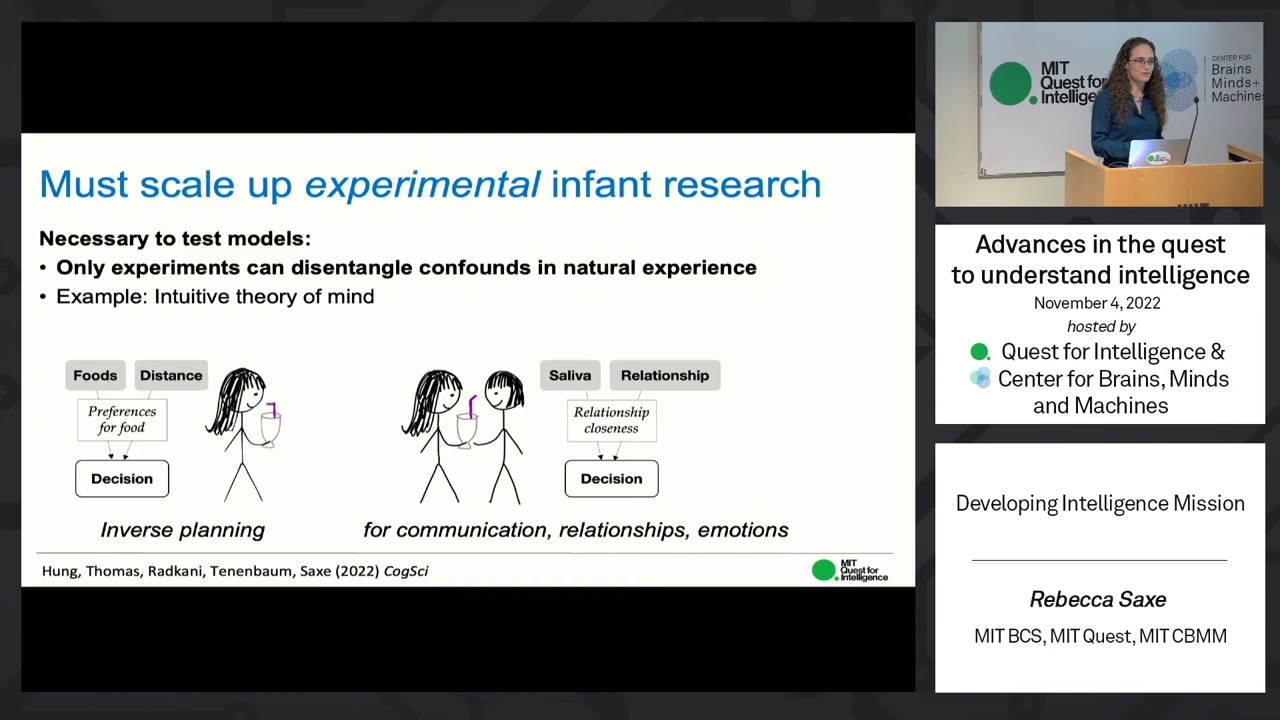 Must scale up experimental infant research
Necessary to test models:
• Only experiments can disentangle confounds in natural experience
• Example: Intuitive theory of mind
Foods
Distance
Preferences
for food
Decision
Saliva
Relationship
Relationship
closeness
Decision
Inverse planning
for communication, relationships, emotions
Hung, Thomas, Radkani, Tenenbaum, Saxe (2022) CogSci
MIT
Quest for
Intelligence
MIT
Quest for
CENTER FOR
Brains
Minds+
Machines
Advances in the quest
to understand intelligence
November 4, 2022
hosted by
Quest for Intelligence &
Center for Brains, Minds
and Machines
Developing Intelligence Mission
Rebecca Saxe
MIT BCS, MIT Quest, MIT CBMM